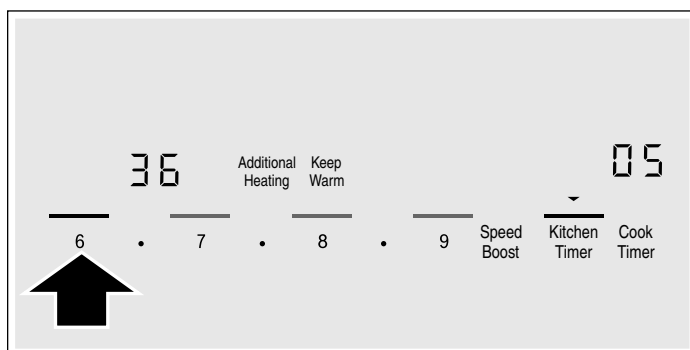 36 Additional Heating Keep Warm 05
6 . 7 . 8 . 9 Speed Boost Kitchen Timer Cook Timer